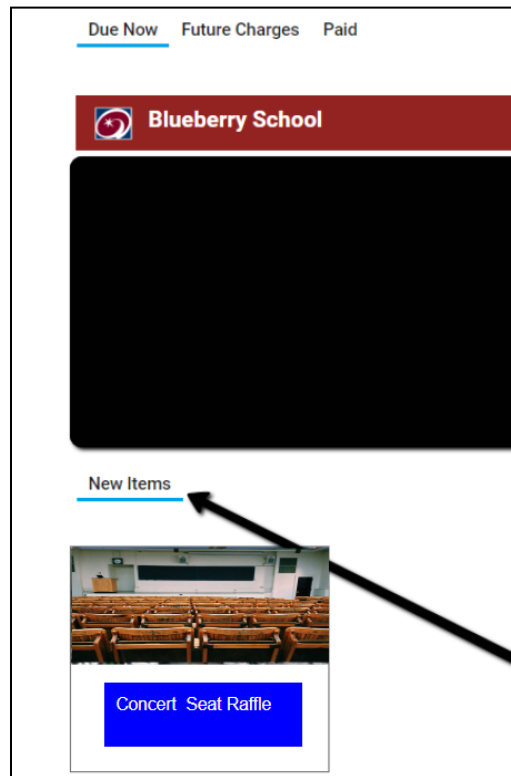 Due Now Future Charges Paid
Blueberry School
New Items
Concert Seat Raffle